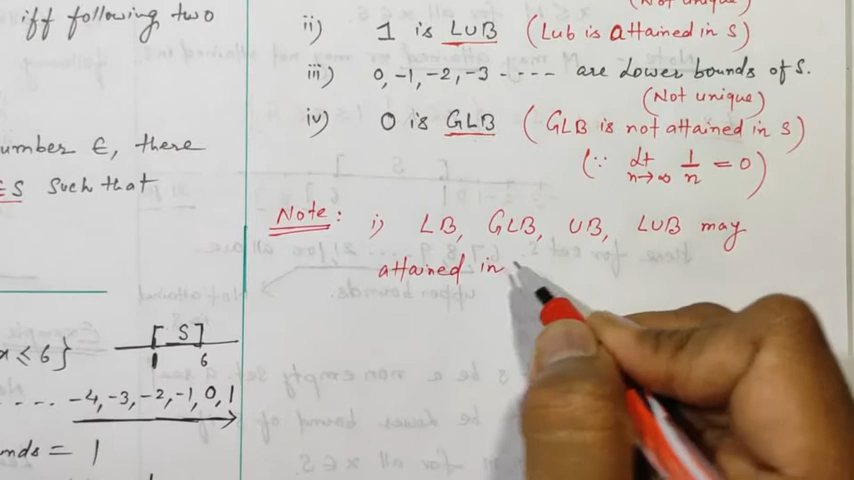 iff following two
umber ϵ, there
∈S such that
[ S ]
1 6
x ≤ 6}
.... -4, -3, -2, -1, 0, 1
nds = 1
(Not unique)
ii) 1 is LUB (Lub is attained in S)
iii) 0, -1, -2, -3 ---- are Lower bounds of S.
(Not unique)
iv) 0 is GLB (GLB is not attained in S)
(∵ Lt n→∞ 1/n = 0)
Note: i) LB, GLB, UB, LUB may
attained in